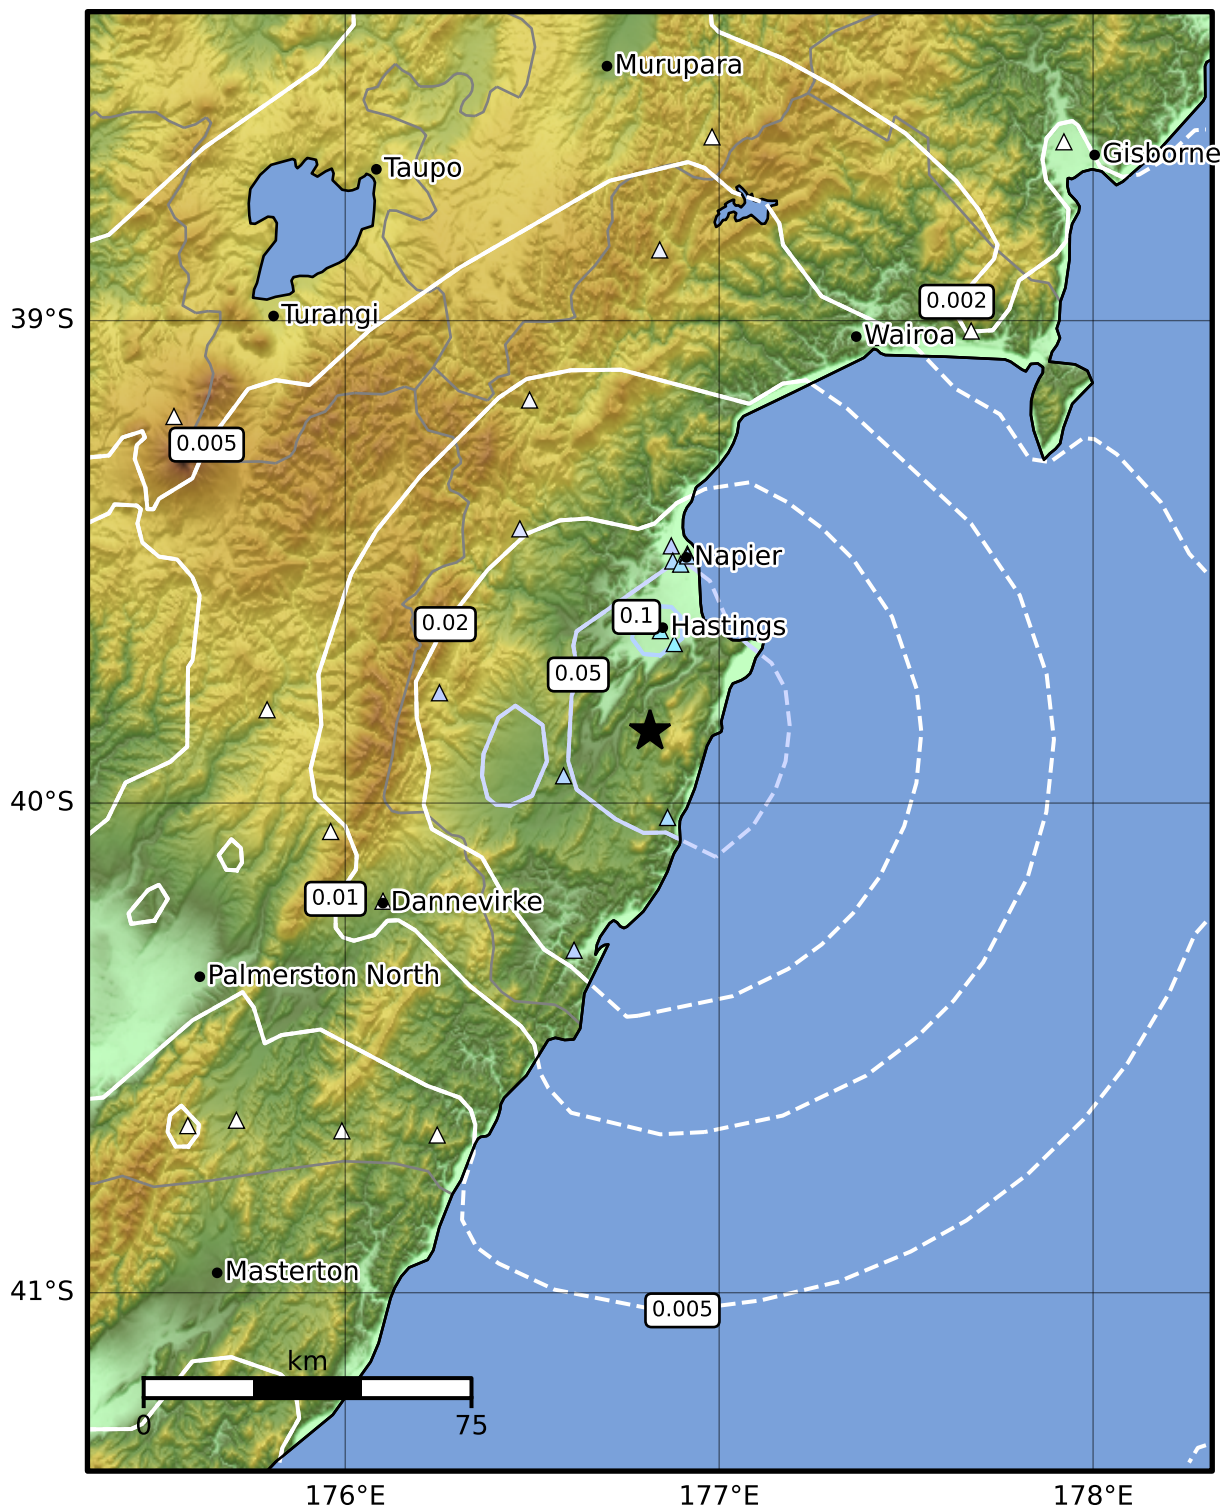 Murupara
Gisborne
Taupo
0.002
39°S
Turangi
Wairoa
0.005
Napier
0.1
Hastings
0.02
0.05
40°S
0.01
Dannevirke
Palmerston North
Masterton
41°S
0.005
km
0
75
176°E
177°E
178°E